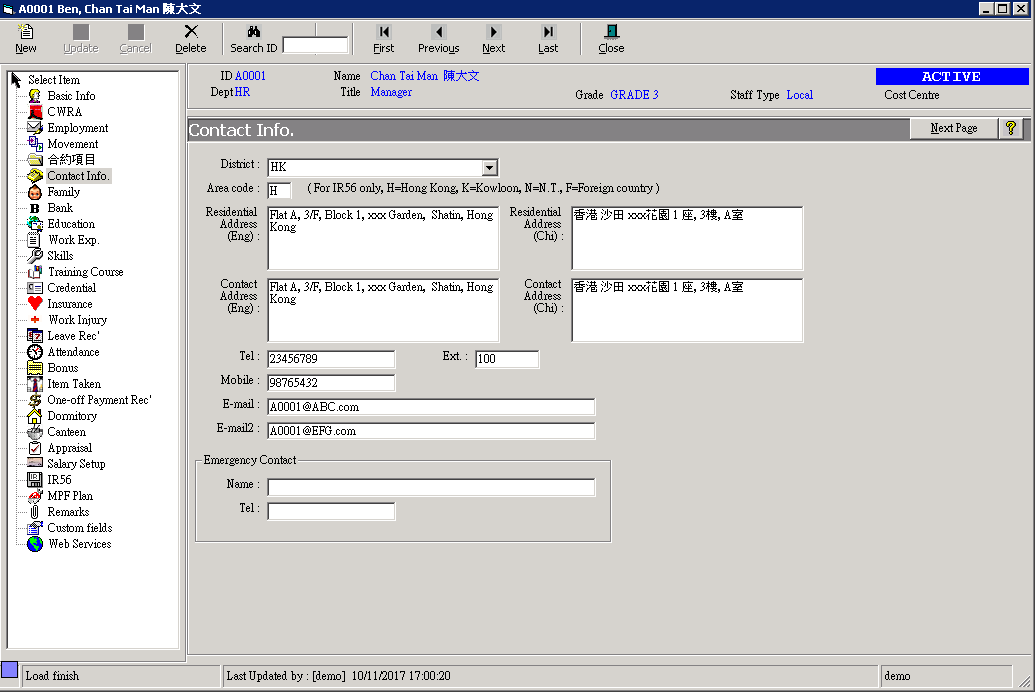 A0001 Ben, Chan Tai Man 陳大文
New Update Cancel Delete Search ID First Previous Next Last Close
Select Item
Basic Info
CWRA
Employment
Movement
合約項目
Contact Info.
Family
Bank
Education
Work Exp.
Skills
Training Course
Credential
Insurance
Work Injury
Leave Rec'
Attendance
Bonus
Item Taken
One-off Payment Rec'
Dormitory
Canteen
Appraisal
Salary Setup
IR56
MPF Plan
Remarks
Custom fields
Web Services
ID A0001 Name Chan Tai Man 陳大文 ACTIVE
Dept HR Title Manager Grade GRADE 3 Staff Type Local Cost Centre
Contact Info. Next Page ?
District : HK
Area code : H ( For IR56 only, H=Hong Kong, K=Kowloon, N=N.T., F=Foreign country )
Residential Address (Eng) :
Flat A, 3/F, Block 1, xxx Garden, Shatin, Hong
Kong
Residential Address (Chi) :
香港 沙田 xxx花園 1 座, 3樓, A室
Contact Address (Eng) :
Flat A, 3/F, Block 1, xxx Garden, Shatin, Hong
Kong
Contact Address (Chi) :
香港 沙田 xxx花園 1 座, 3樓, A室
Tel : 23456789 Ext. : 100
Mobile : 98765432
E-mail : A0001@ABC.com
E-mail2 : A0001@EFG.com
Emergency Contact
Name :
Tel :
Load finish Last Updated by : [demo] 10/11/2017 17:00:20 demo